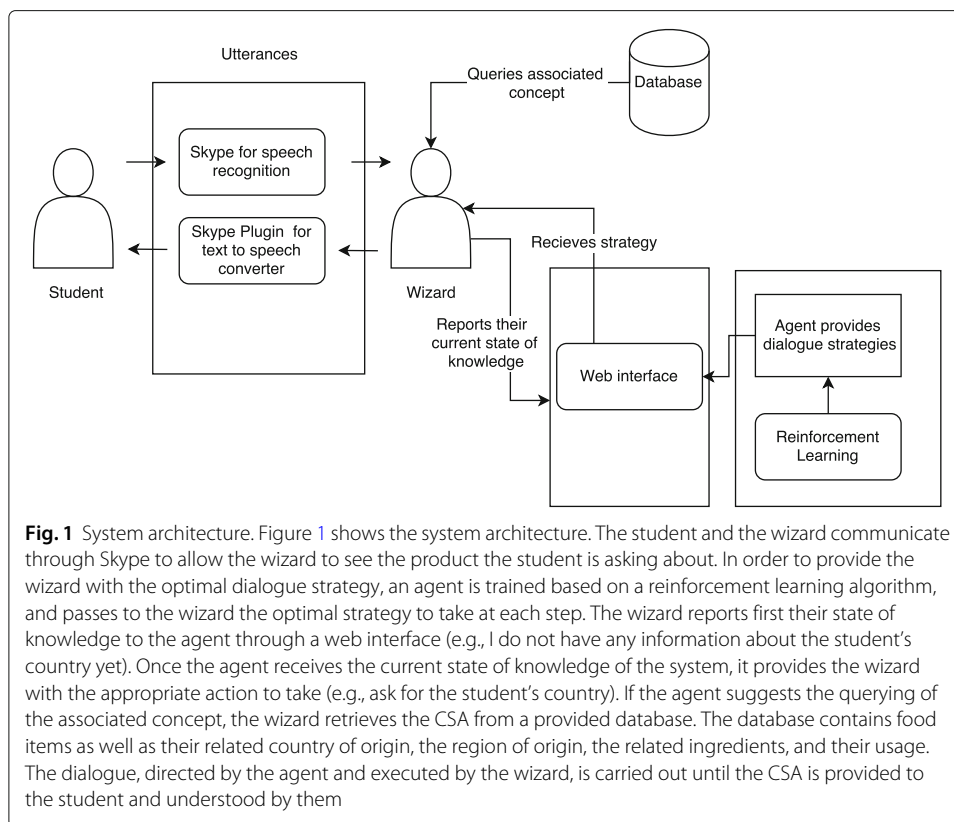 Utterances
Queries associated
concept
Database
Skype for speech
recognition
Skype Plugin for
text to speech
converter
Student
Wizard
Recieves strategy
Reports their
current state of
knowledge
Web interface
Agent provides
dialogue strategies
Reinforcement
Learning
Fig. 1 System architecture. Figure 1 shows the system architecture. The student and the wizard communicate
through Skype to allow the wizard to see the product the student is asking about. In order to provide the
wizard with the optimal dialogue strategy, an agent is trained based on a reinforcement learning algorithm,
and passes to the wizard the optimal strategy to take at each step. The wizard reports first their state of
knowledge to the agent through a web interface (e.g., I do not have any information about the student's
country yet). Once the agent receives the current state of knowledge of the system, it provides the wizard
with the appropriate action to take (e.g., ask for the student's country). If the agent suggests the querying of
the associated concept, the wizard retrieves the CSA from a provided database. The database contains food
items as well as their related country of origin, the region of origin, the related ingredients, and their usage.
The dialogue, directed by the agent and executed by the wizard, is carried out until the CSA is provided to
the student and understood by them